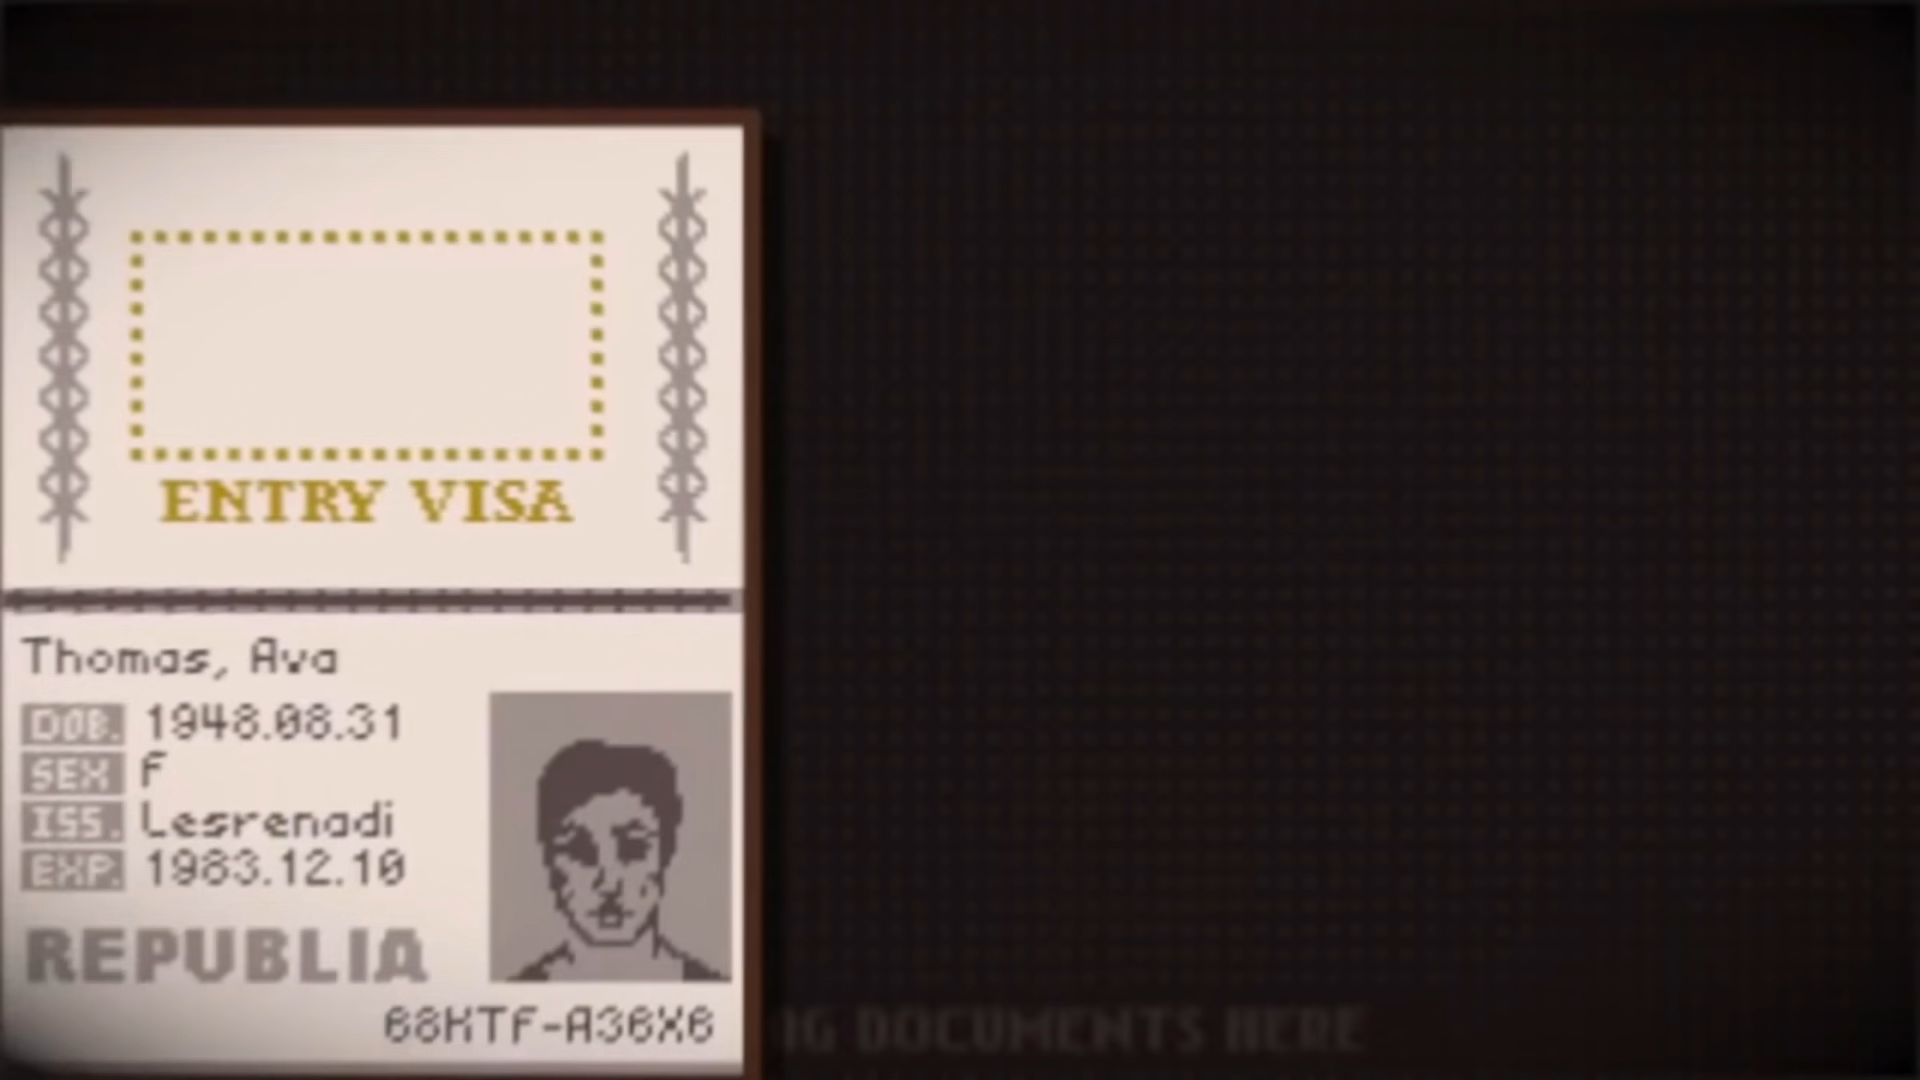 ENTRY VISA
Thomas, Ava
DOB. 1948.08.31
SEX F
ISS. Lesrenadi
EXP. 1983.12.10
REPUBLIA
68KTF-A36X6
DOCUMENTS HERE